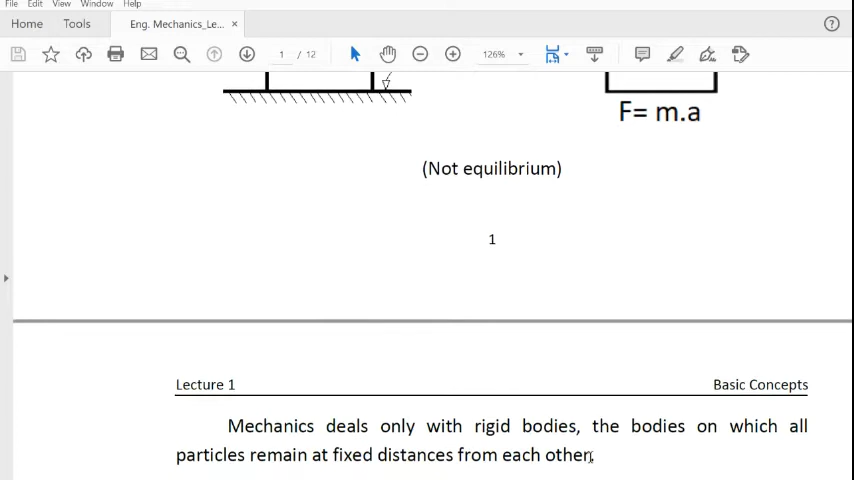 File Edit View Window Help
Home Tools Eng. Mechanics_Le... ×
1 / 12 126%
F= m.a
(Not equilibrium)
1
Lecture 1 Basic Concepts
Mechanics deals only with rigid bodies, the bodies on which all
particles remain at fixed distances from each other.